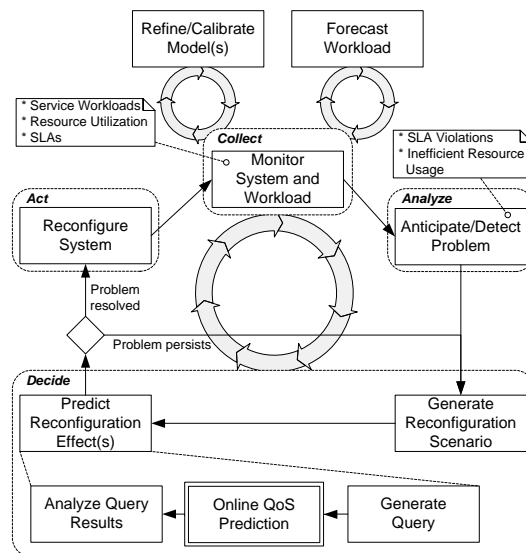 Refine/Calibrate
Model(s)
Forecast
Workload
* Service Workloads
* Resource Utilization
* SLAs
Collect
Monitor
System and
Workload
* SLA Violations
* Inefficient Resource
Usage
Act
Reconfigure
System
Analyze
Anticipate/Detect
Problem
Problem
resolved
Problem persists
Decide
Predict
Reconfiguration
Effect(s)
Generate
Reconfiguration
Scenario
Analyze Query
Results
Online QoS
Prediction
Generate
Query